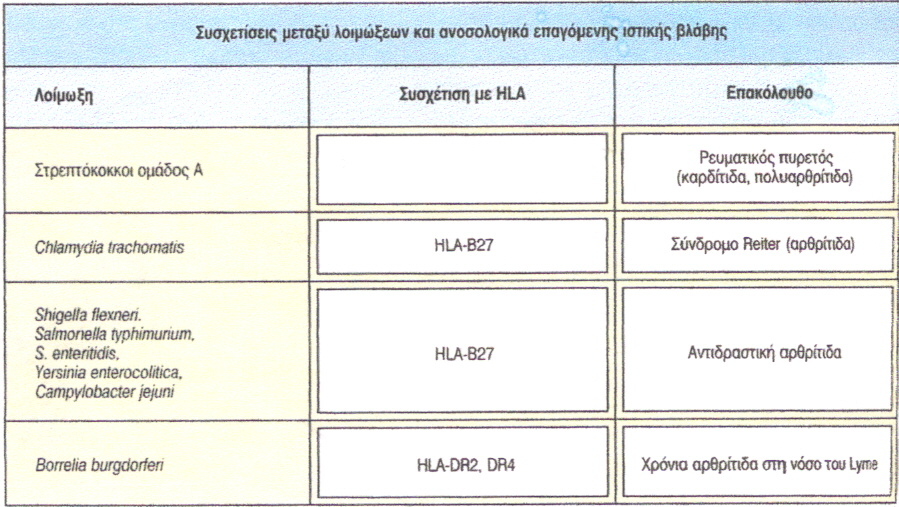 Συσχετίσεις μεταξύ λοιμώξεων και ανοσολογικά επαγόμενης ιστικής βλάβης
Λοίμωξη Συσχέτιση με HLA Επακόλουθο
Στρεπτόκοκκοι ομάδος Α
Ρευματικός πυρετός
(καρδίτιδα, πολυαρθρίτιδα)
Chlamydia trachomatis HLA-B27 Σύνδρομο Reiter (αρθρίτιδα)
Shigella flexneri.
Salmonella typhimurium,
S. enteritidis,
Yersinia enterocolitica,
Campylobacter jejuni
HLA-B27
Αντιδραστική αρθρίτιδα
Borrelia burgdorferi HLA-DR2, DR4 Χρόνια αρθρίτιδα στη νόσο του Lyme